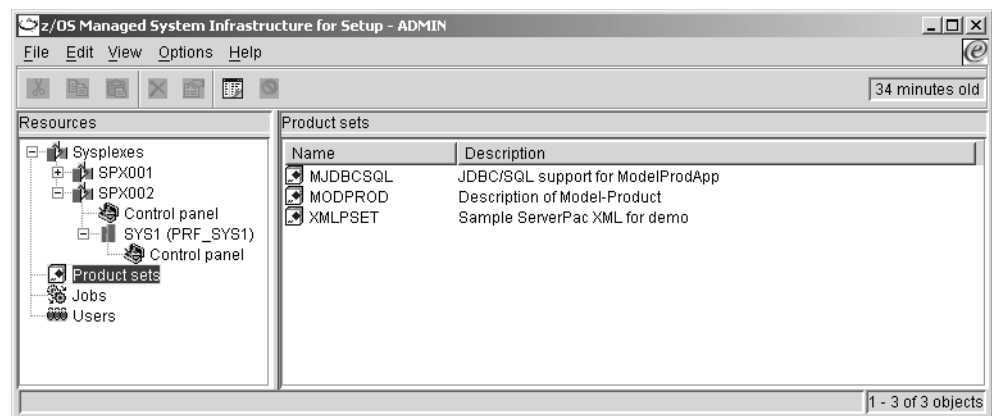 z/OS Managed System Infrastructure for Setup - ADMIN
File Edit View Options Help
34 minutes old
Resources
Product sets
Sysplexes
SPX001
SPX002
Control panel
SYS1 (PRF_SYS1)
Control panel
Product sets
Jobs
Users
Name Description
MJDBCSQL JDBC/SQL support for ModelProdApp
MODPROD Description of Model-Product
XMLPSET Sample ServerPac XML for demo
1 - 3 of 3 objects